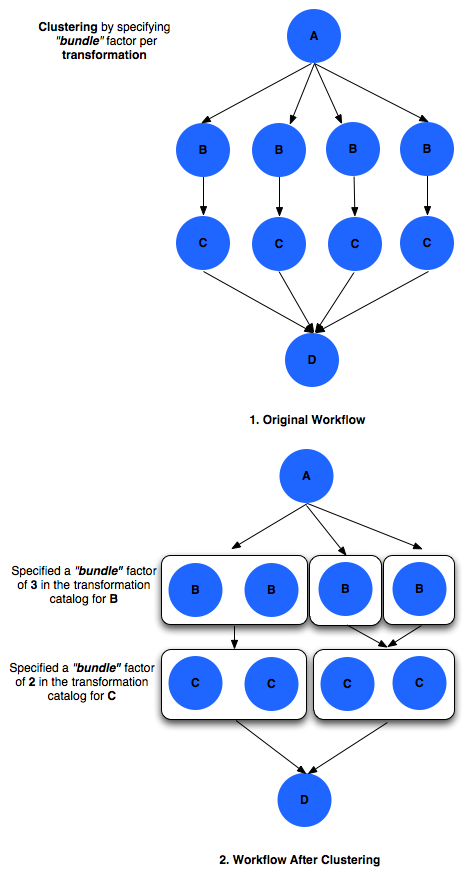 Clustering by specifying
"bundle" factor per
transformation
A
B B B B
C C C C
D
1. Original Workflow
A
Specified a "bundle" factor
of 3 in the transformation
catalog for B
B B B B
Specified a "bundle" factor
of 2 in the transformation
catalog for C
C C C C
D
2. Workflow After Clustering